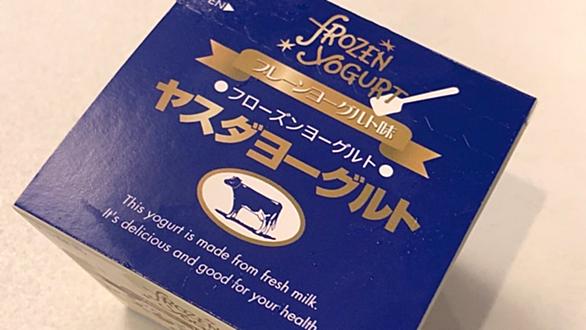 EN▶
FROZEN
YOGURT
プレーンヨーグルト味
●フローズンヨーグルト●
ヤスダヨーグルト
This yogurt is made from fresh milk.
It's delicious and good for your health
FROZEN